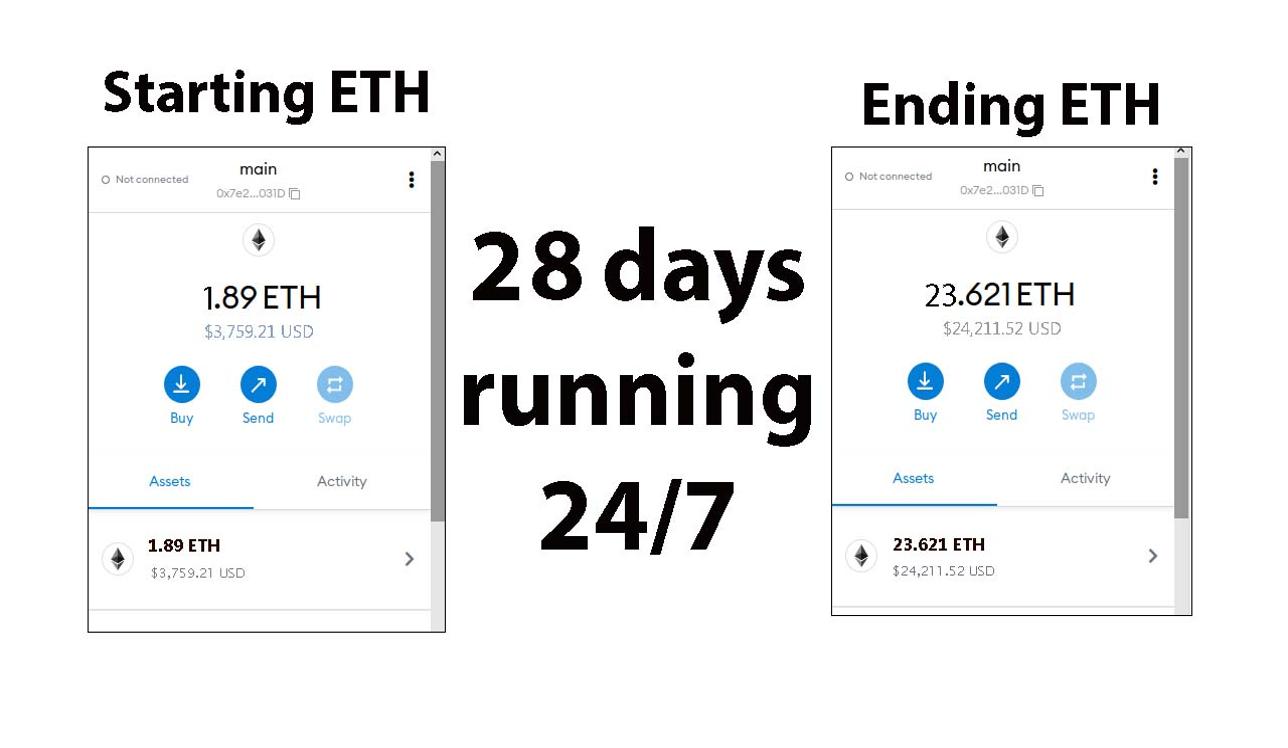 Starting ETH
Not connected
main
0x7e2...031D
1.89 ETH
$3,759.21 USD
Buy
Send
Swap
Assets
Activity
1.89 ETH
$3,759.21 USD
28 days
running
24/7
Ending ETH
Not connected
main
0x7e2...031D
23.621 ETH
$24,211.52 USD
Buy
Send
Swap
Assets
Activity
23.621 ETH
$24,211.52 USD